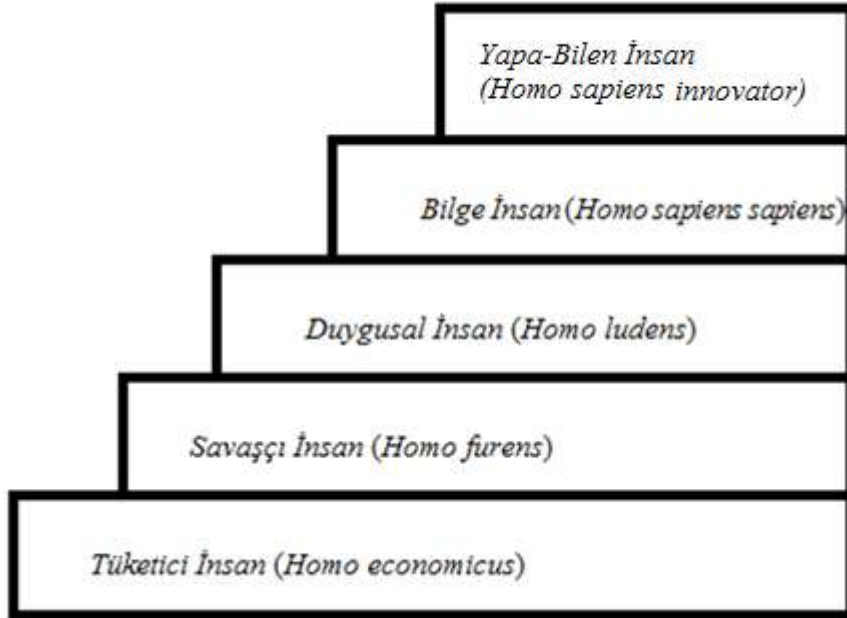 Yapa-Bilen İnsan
(Homo sapiens innovator)
Bilge İnsan (Homo sapiens sapiens)
Duygusal İnsan (Homo ludens)
Savaşçı İnsan (Homo furens)
Tüketici İnsan (Homo economicus)